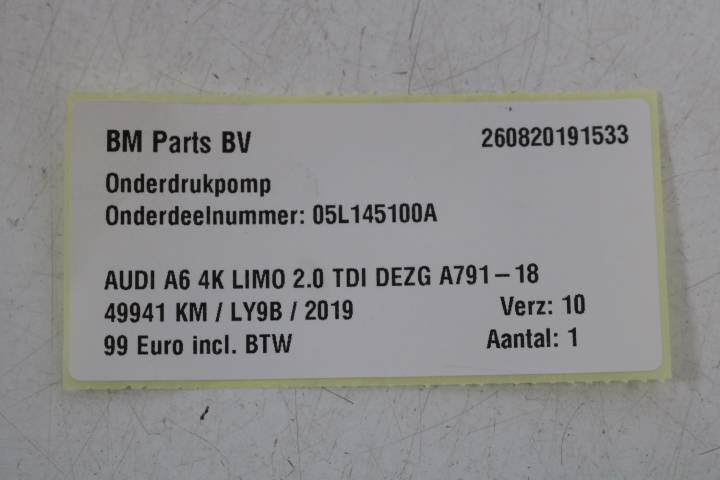 BM Parts BV 260820191533
Onderdrukpomp
Onderdeelnummer: 05L145100A
AUDI A6 4K LIMO 2.0 TDI DEZG A791-18
49941 KM / LY9B / 2019 Verz: 10
99 Euro incl. BTW Aantal: 1